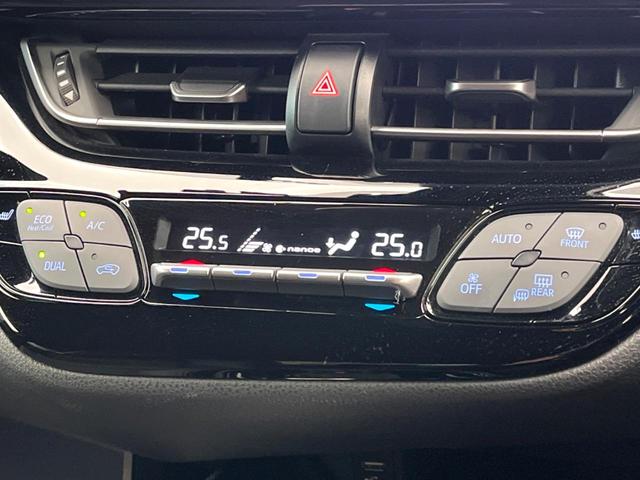 ECO
Heat/Cool
A/C
DUAL
25.5
nanoe
25.0
AUTO
FRONT
OFF
REAR